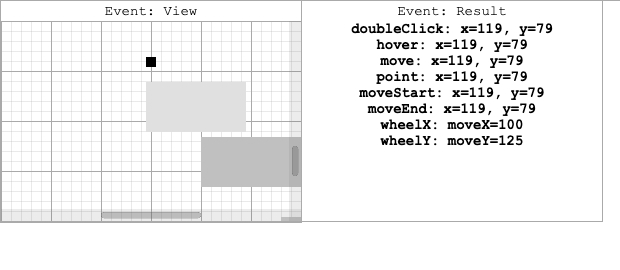 Event: View
Event: Result
doubleClick: x=119, y=79
hover: x=119, y=79
move: x=119, y=79
point: x=119, y=79
moveStart: x=119, y=79
moveEnd: x=119, y=79
wheelX: moveX=100
wheelY: moveY=125